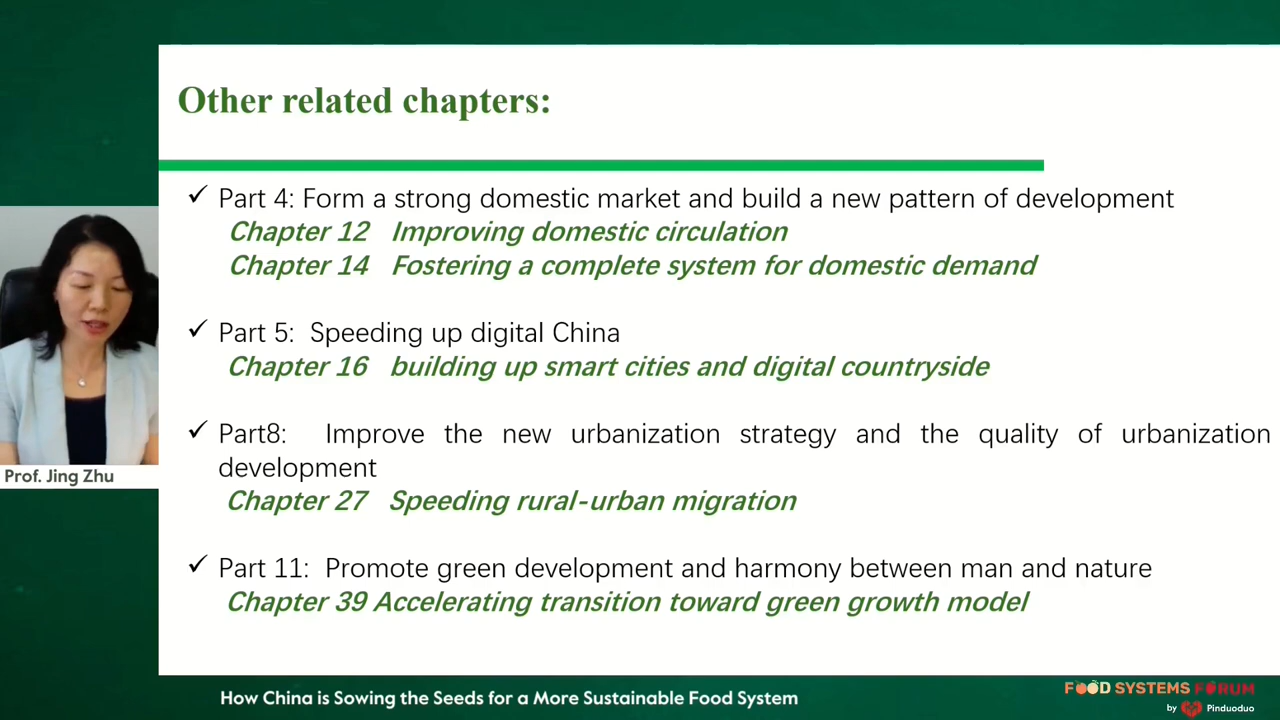 Other related chapters:
✓ Part 4: Form a strong domestic market and build a new pattern of development
Chapter 12 Improving domestic circulation
Chapter 14 Fostering a complete system for domestic demand
✓ Part 5: Speeding up digital China
Chapter 16 building up smart cities and digital countryside
✓ Part8: Improve the new urbanization strategy and the quality of urbanization
development
Chapter 27 Speeding rural-urban migration
✓ Part 11: Promote green development and harmony between man and nature
Chapter 39 Accelerating transition toward green growth model
Prof. Jing Zhu
How China is Sowing the Seeds for a More Sustainable Food System
FOOD SYSTEMS FORUM
by Pinduoduo